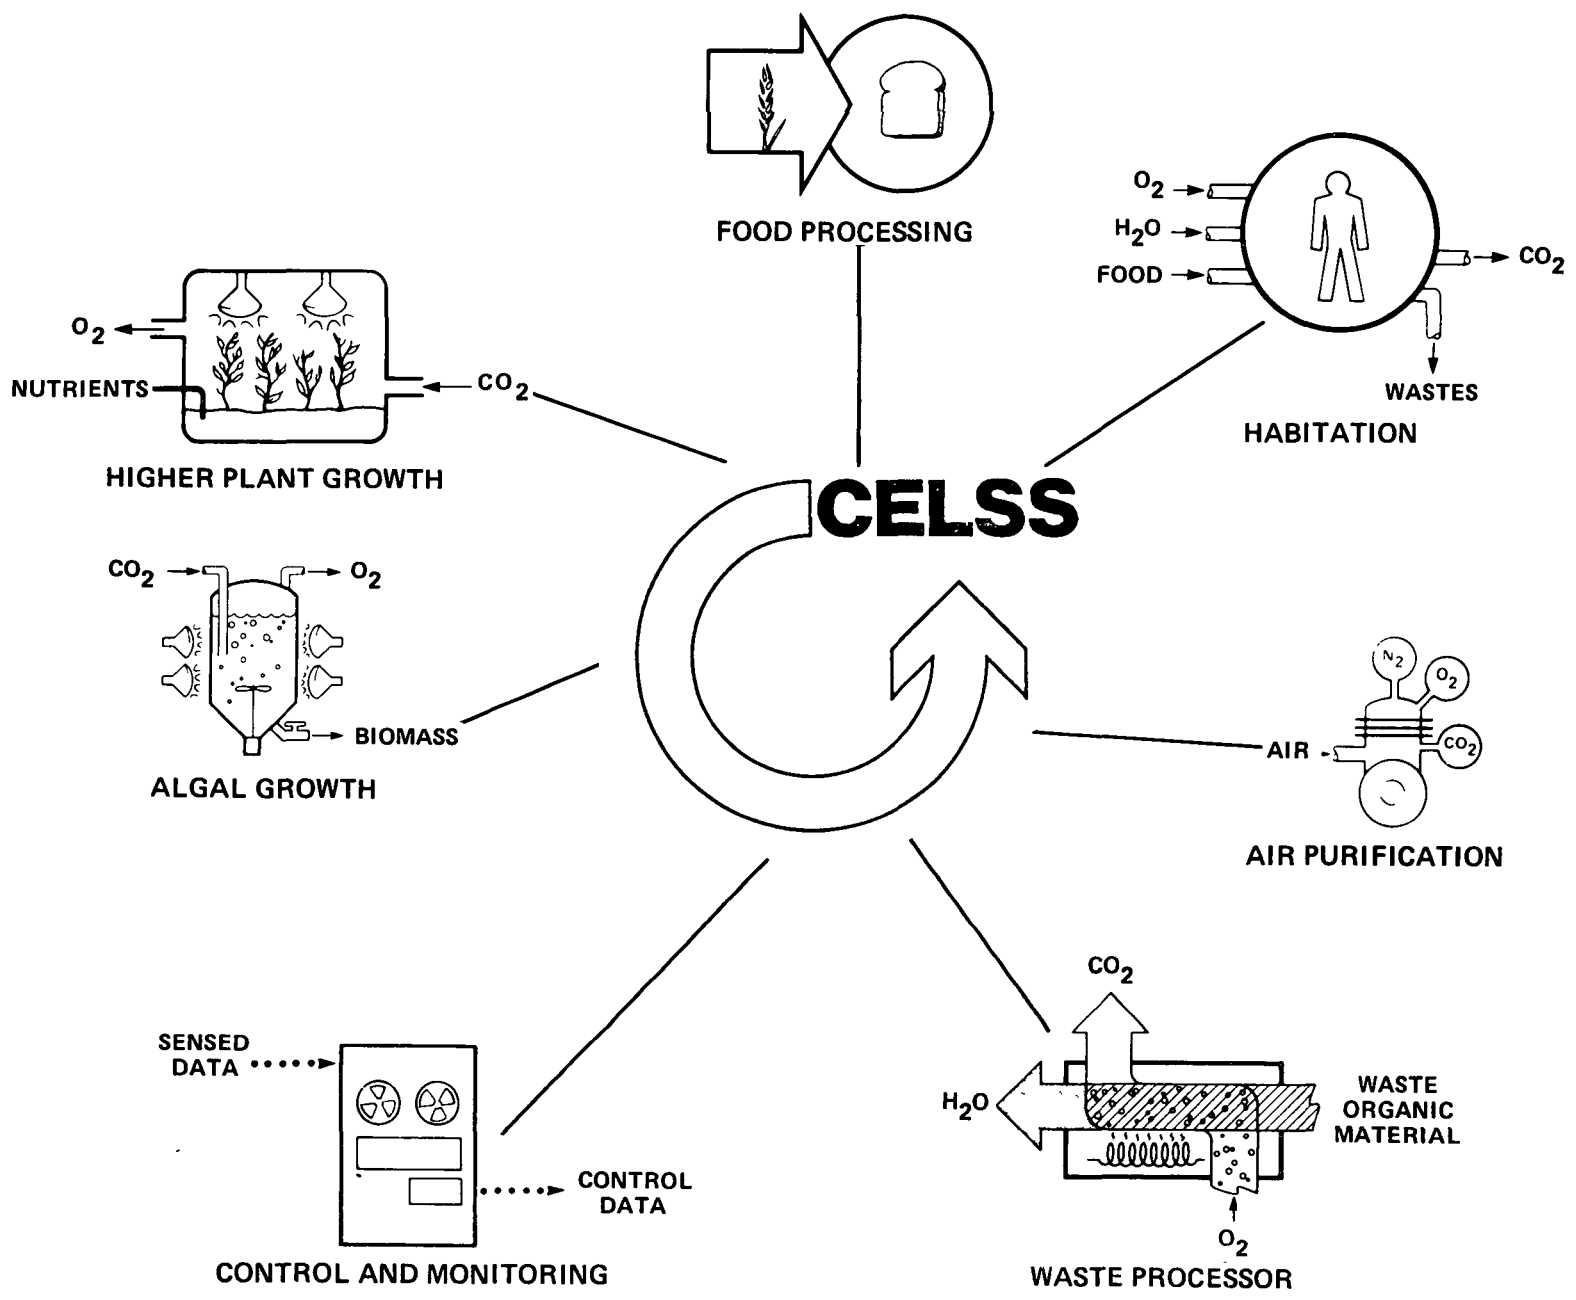 FOOD PROCESSING
O2
H2O
FOOD
CO2
WASTES
HABITATION
O2
NUTRIENTS
CO2
HIGHER PLANT GROWTH
CELSS
CO2
O2
BIOMASS
ALGAL GROWTH
N2
O2
CO2
AIR
AIR PURIFICATION
SENSED
DATA
CONTROL
DATA
CONTROL AND MONITORING
CO2
H2O
WASTE
ORGANIC
MATERIAL
O2
WASTE PROCESSOR